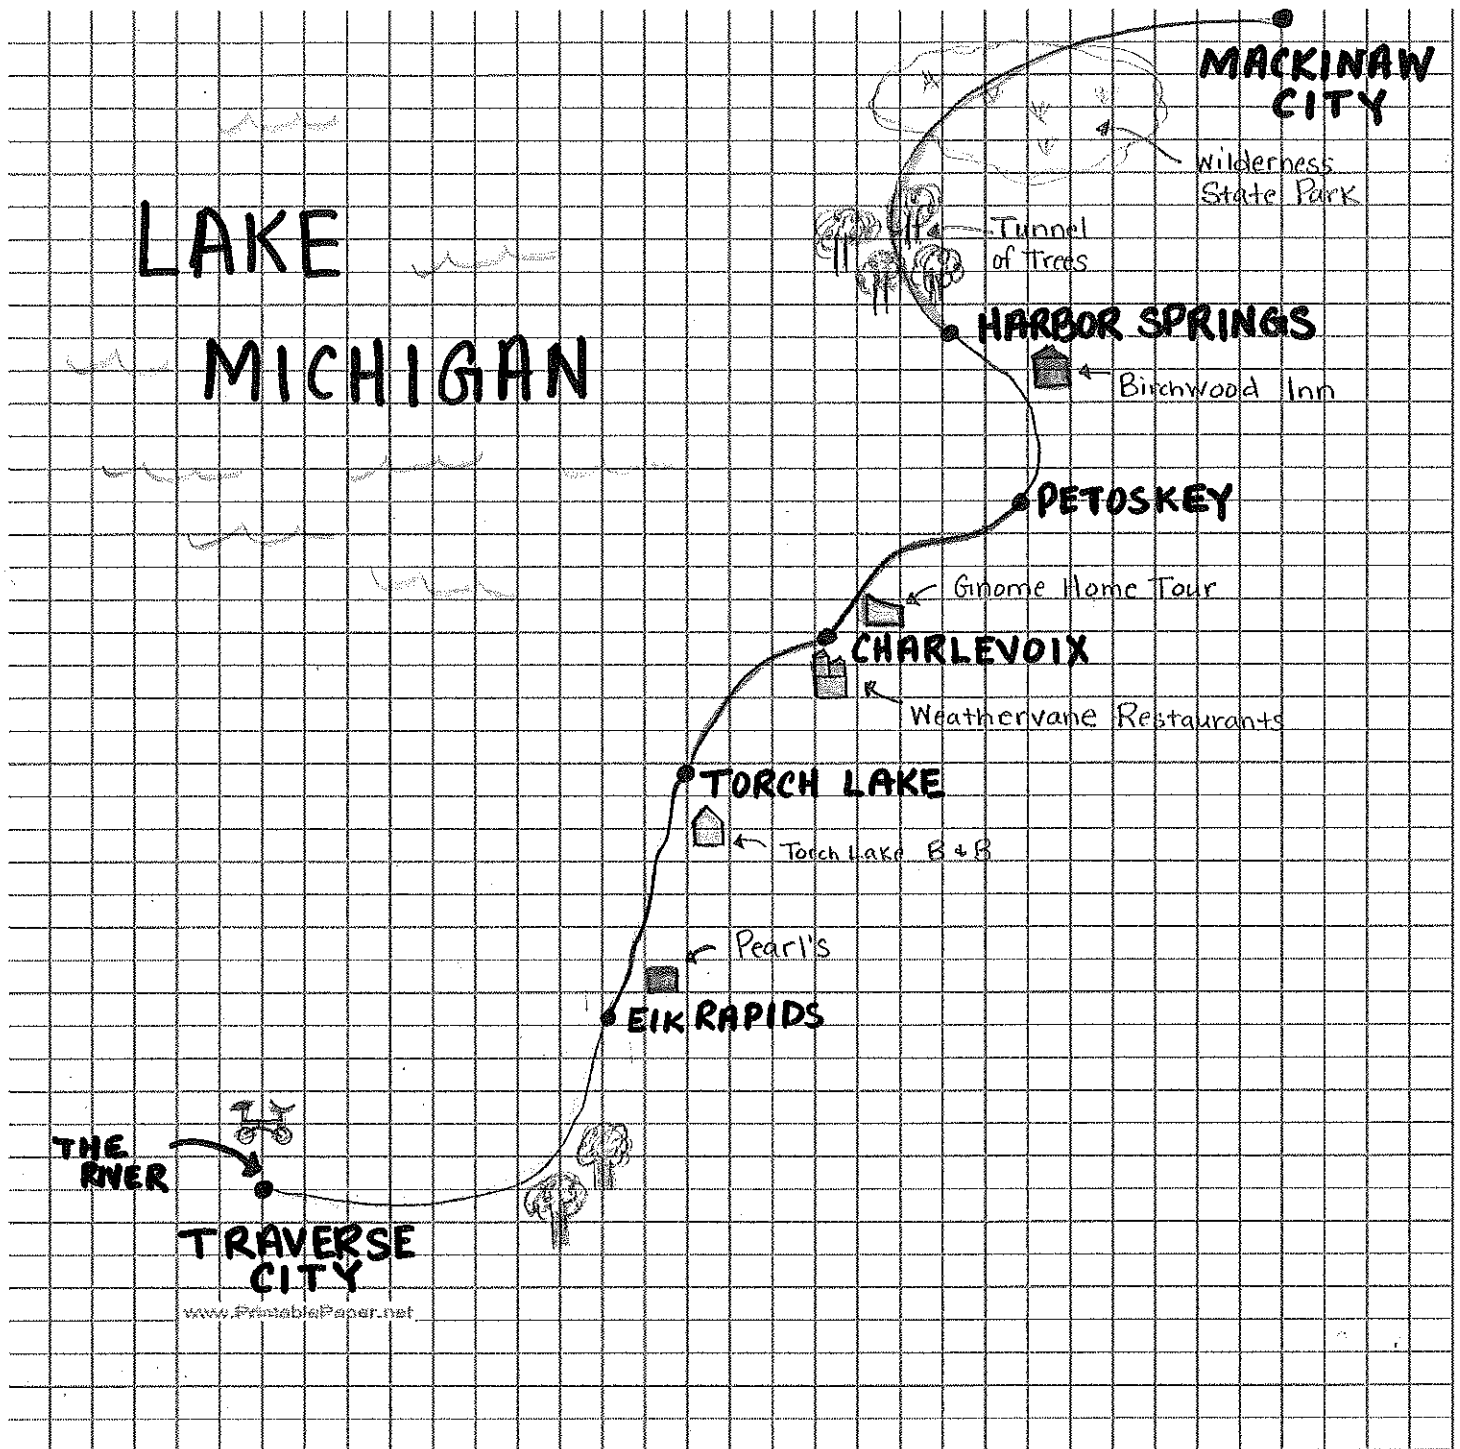 MACKINAW
CITY
Wilderness
State Park
LAKE
Tunnel
of Trees
HARBOR SPRINGS
MICHIGAN
Birchwood Inn
PETOSKEY
Gnome Home Tour
CHARLEVOIX
Weathervane Restaurants
TORCH LAKE
Torch Lake B & B
Pearl's
ElK RAPIDS
THE
RIVER
TRAVERSE
CITY
www.PrintablePaper.net